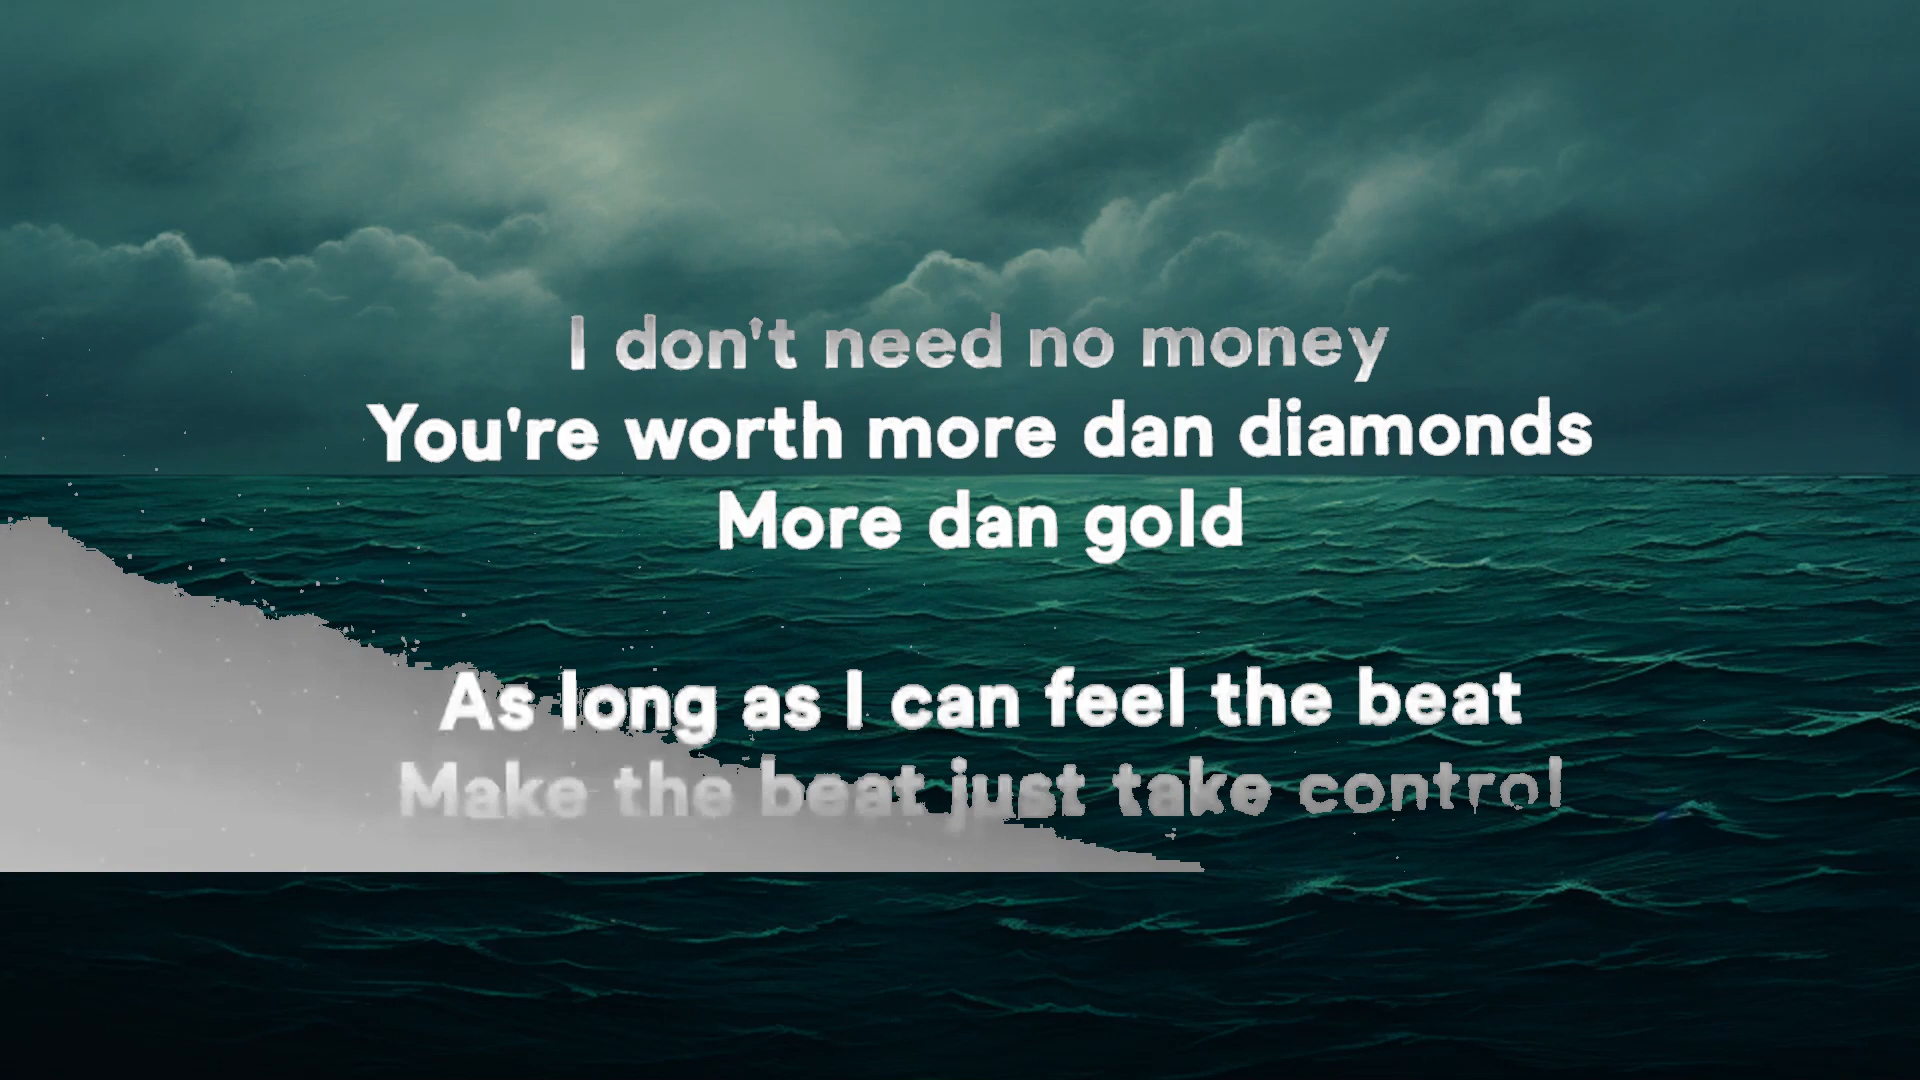 I don't need no money
You're worth more dan diamonds
More dan gold
As long as I can feel the beat
Make the beat just take control